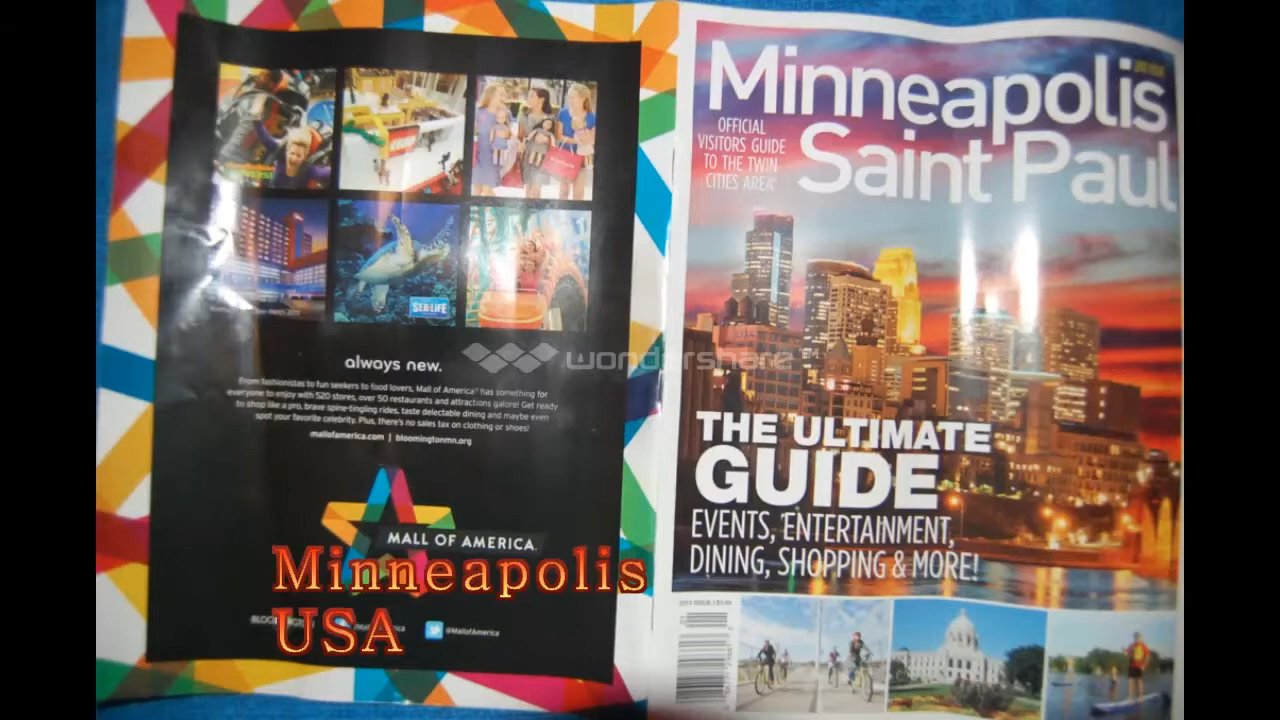 SEA LIFE
always new.
From fashionistas to fun seekers to food lovers, Mall of America® has something for
everyone to enjoy with 520 stores, over 50 restaurants and attractions galore! Get ready
to shop like a pro, brave spine-tingling rides, taste delectable dining and maybe even
spot your favorite celebrity. Plus, there's no sales tax on clothing or shoes!
mallofamerica.com | bloomingtonmn.org
MALL OF AMERICA
Minneapolis
USA
@MallofAmerica
wondershare
Minneapolis
Saint Paul
OFFICIAL
VISITORS GUIDE
TO THE TWIN
CITIES AREA
THE ULTIMATE
GUIDE
EVENTS, ENTERTAINMENT,
DINING, SHOPPING & MORE!